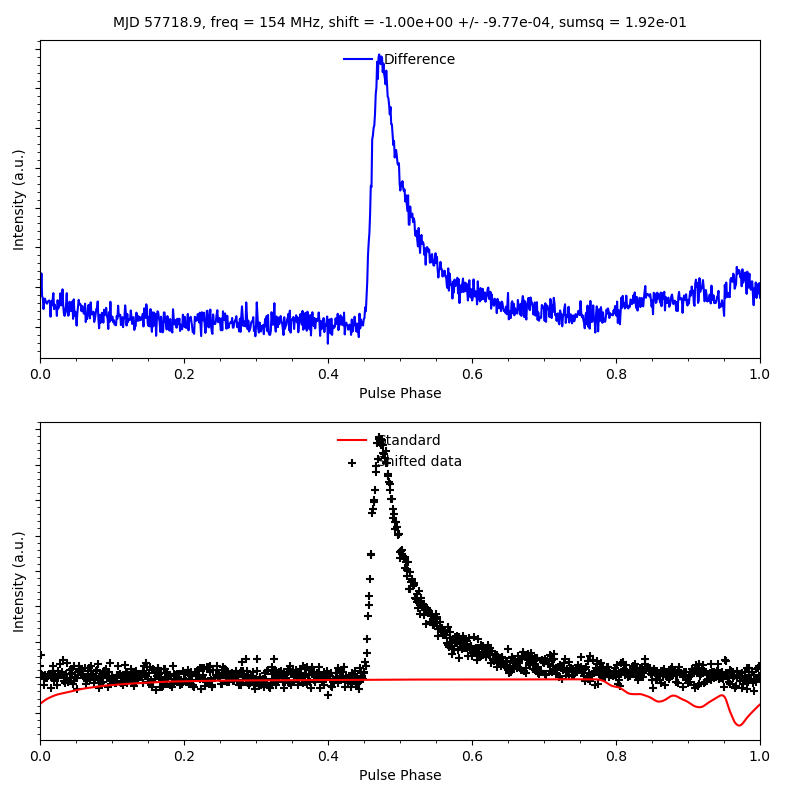 MJD 57718.9, freq = 154 MHz, shift = -1.00e+00 +/- -9.77e-04, sumsq = 1.92e-01
Difference
Intensity (a.u.)
0.0 0.2 0.4 0.6 0.8 1.0
Pulse Phase
Standard
Shifted data
Intensity (a.u.)
0.0 0.2 0.4 0.6 0.8 1.0
Pulse Phase